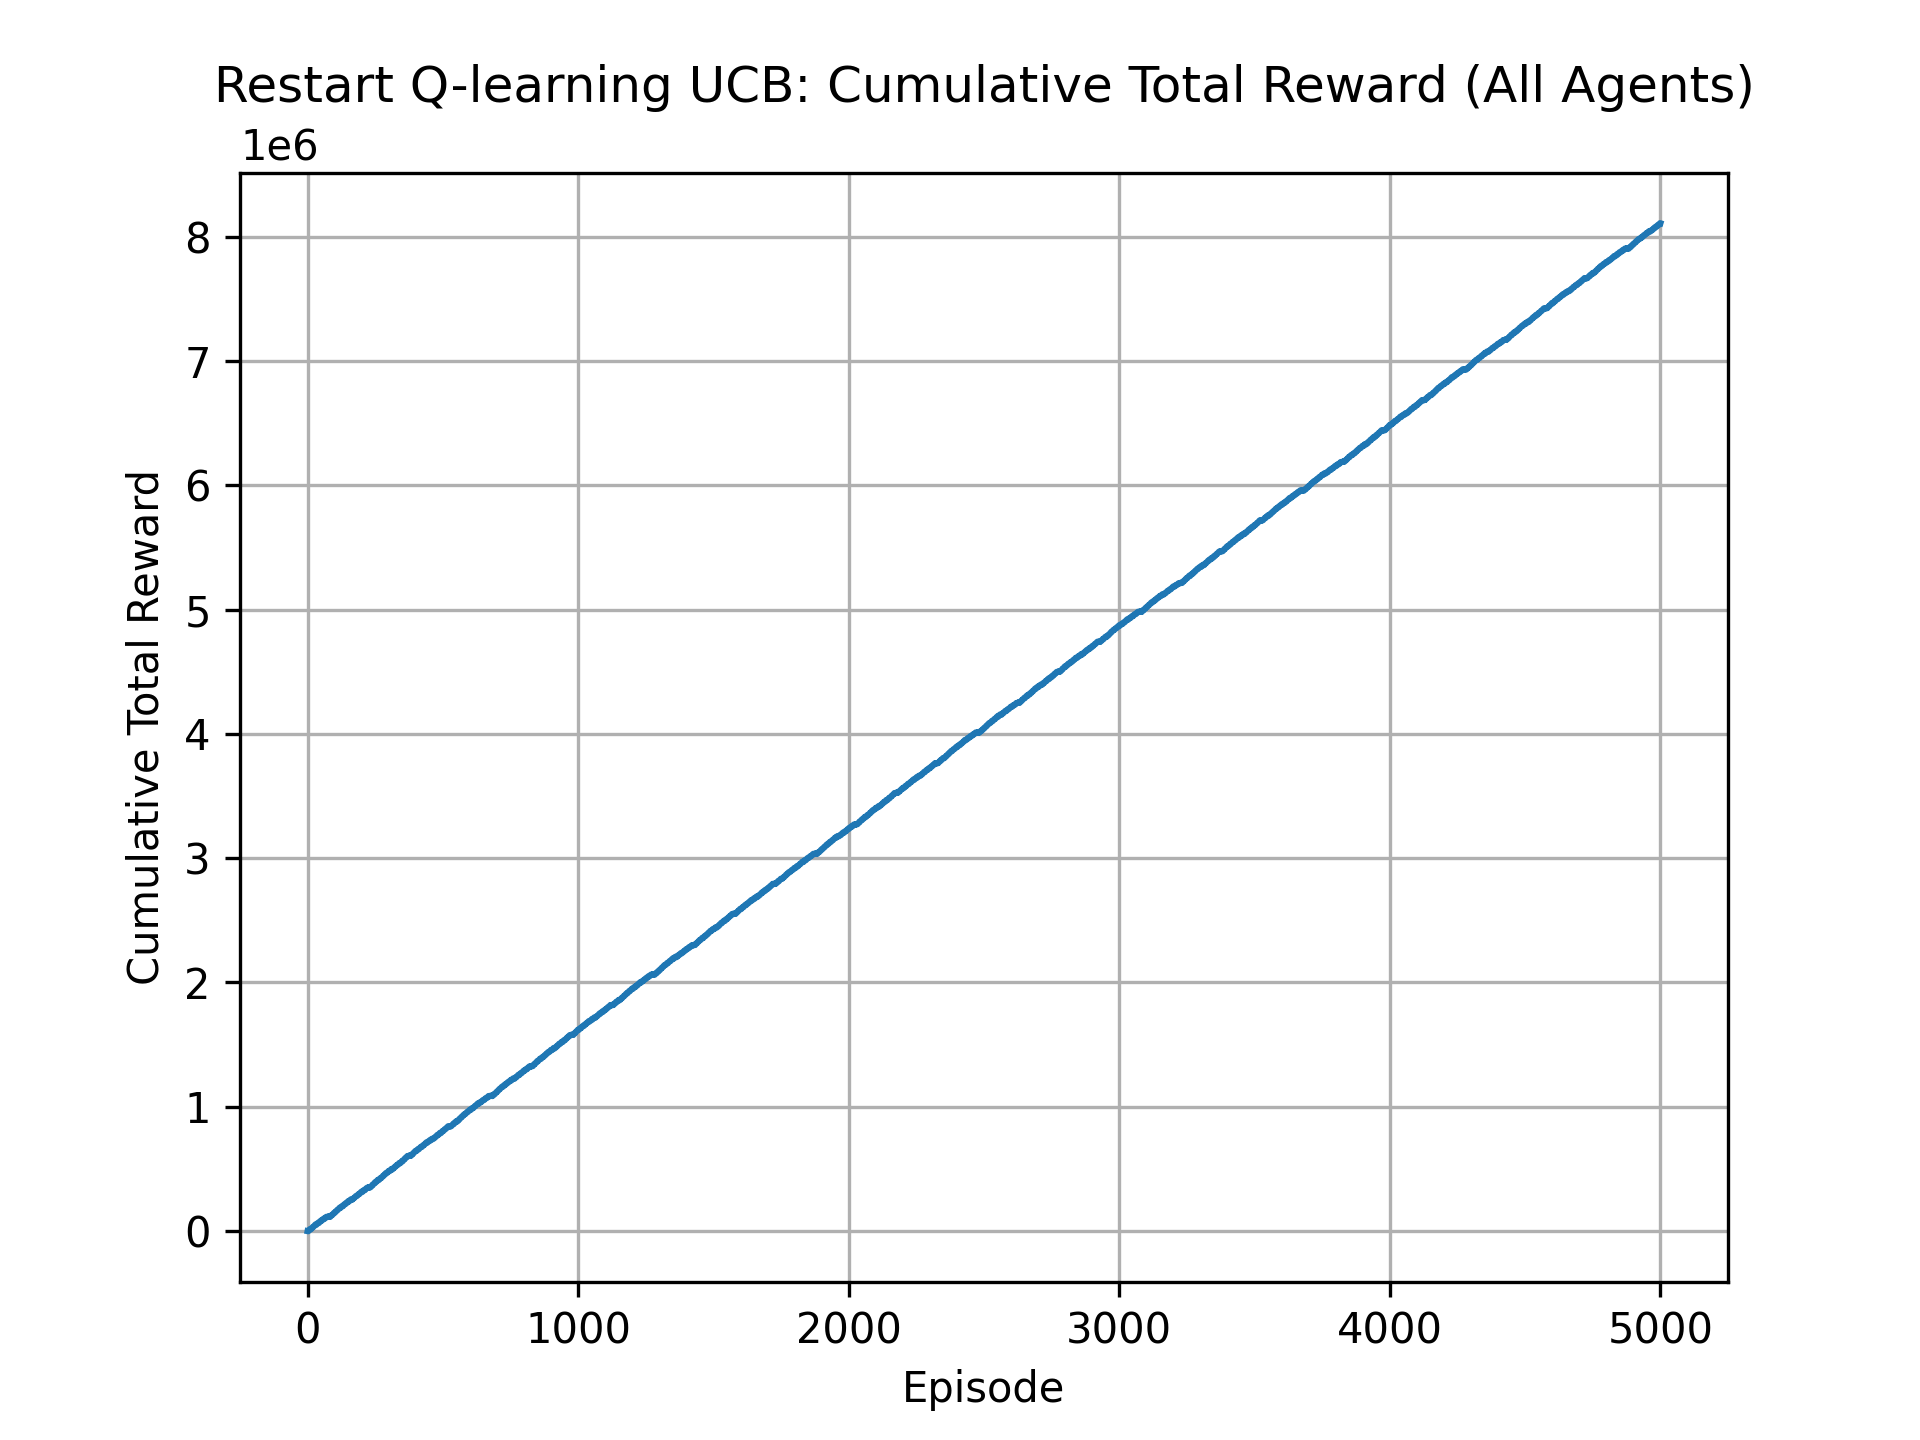 Restart Q-learning UCB: Cumulative Total Reward (All Agents)
1e6
8
7
6
5
4
3
2
1
0
Cumulative Total Reward
0 1000 2000 3000 4000 5000
Episode